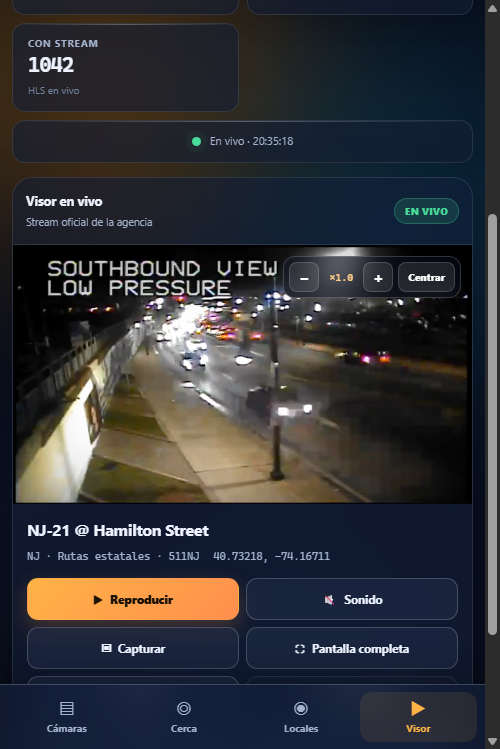 CON STREAM
1042
HLS en vivo
En vivo · 20:35:18
Visor en vivo
Stream oficial de la agencia
EN VIVO
SOUTHBOUND VIEW
LOW PRESSURE
− ×1.0 + Centrar
NJ-21 @ Hamilton Street
NJ · Rutas estatales · 511NJ 40.73218, −74.16711
Reproducir
Sonido
Capturar
Pantalla completa
Cámaras
Cerca
Locales
Visor